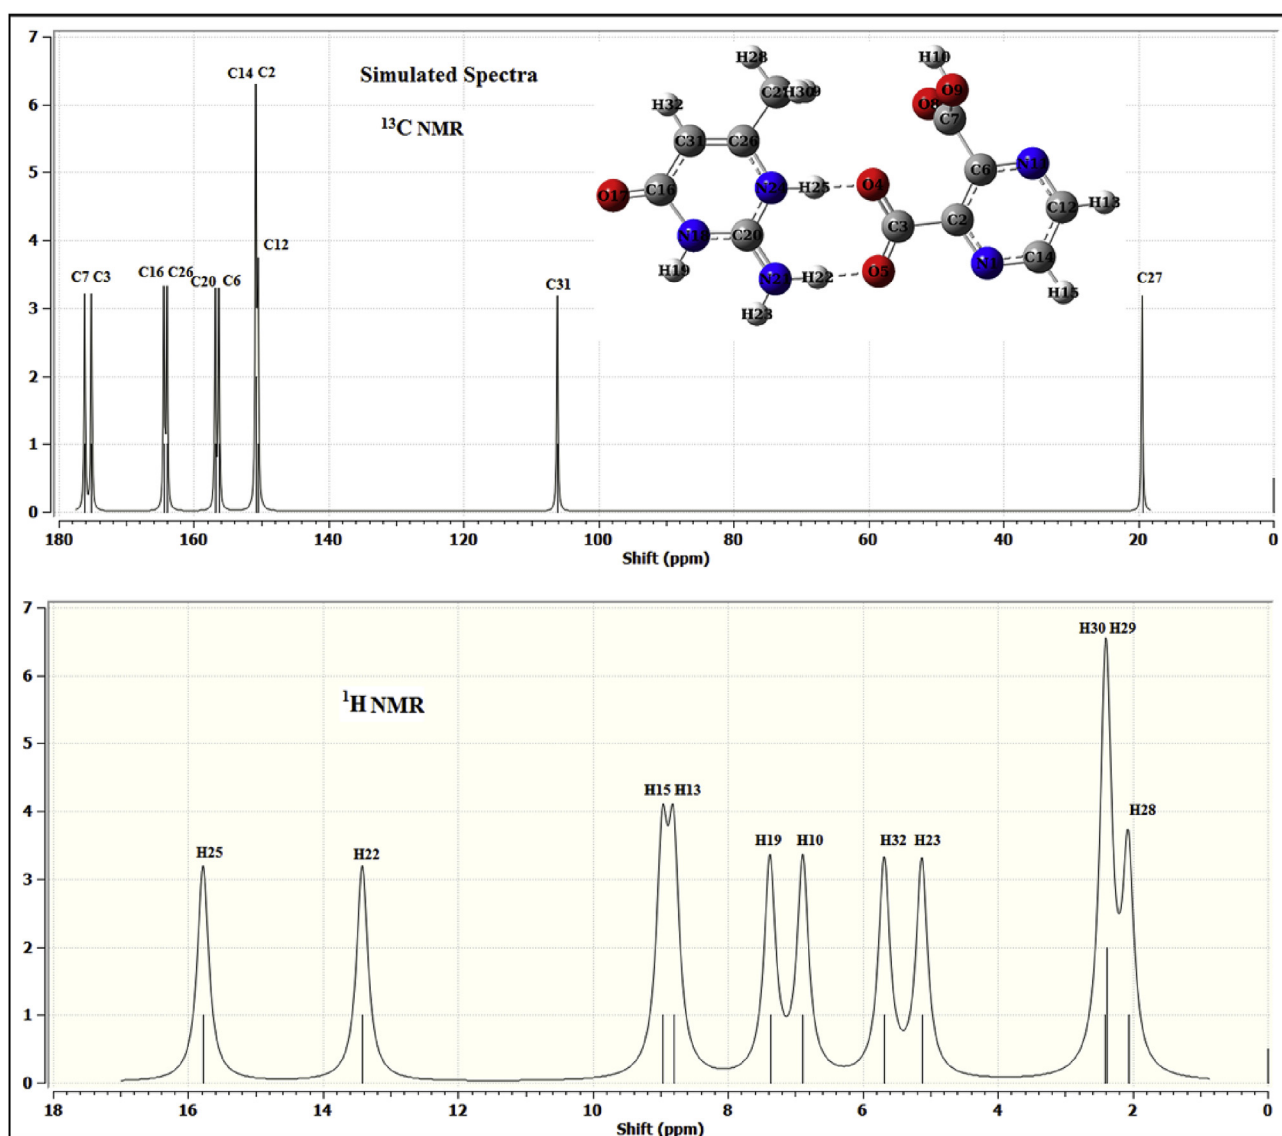 7
6
5
4
3
2
1
0
Simulated Spectra
13C NMR
C14 C2
C12
C7 C3
C16 C26
C20 C6
C31
C27
H28
C2
H30 9
H32
C31 C26
O17 C16
N24 H25
N18 C20
H19
H22
H23
H10
O9
O8
C7
C6
O4
C12 H13
C2
C3
C14
O5
H15
180 160 140 120 100 80 60 40 20 0
Shift (ppm)
7
6
5
4
3
2
1
0
1H NMR
H25
H22
H15 H13
H19 H10
H32 H23
H30 H29
H28
18 16 14 12 10 8 6 4 2 0
Shift (ppm)